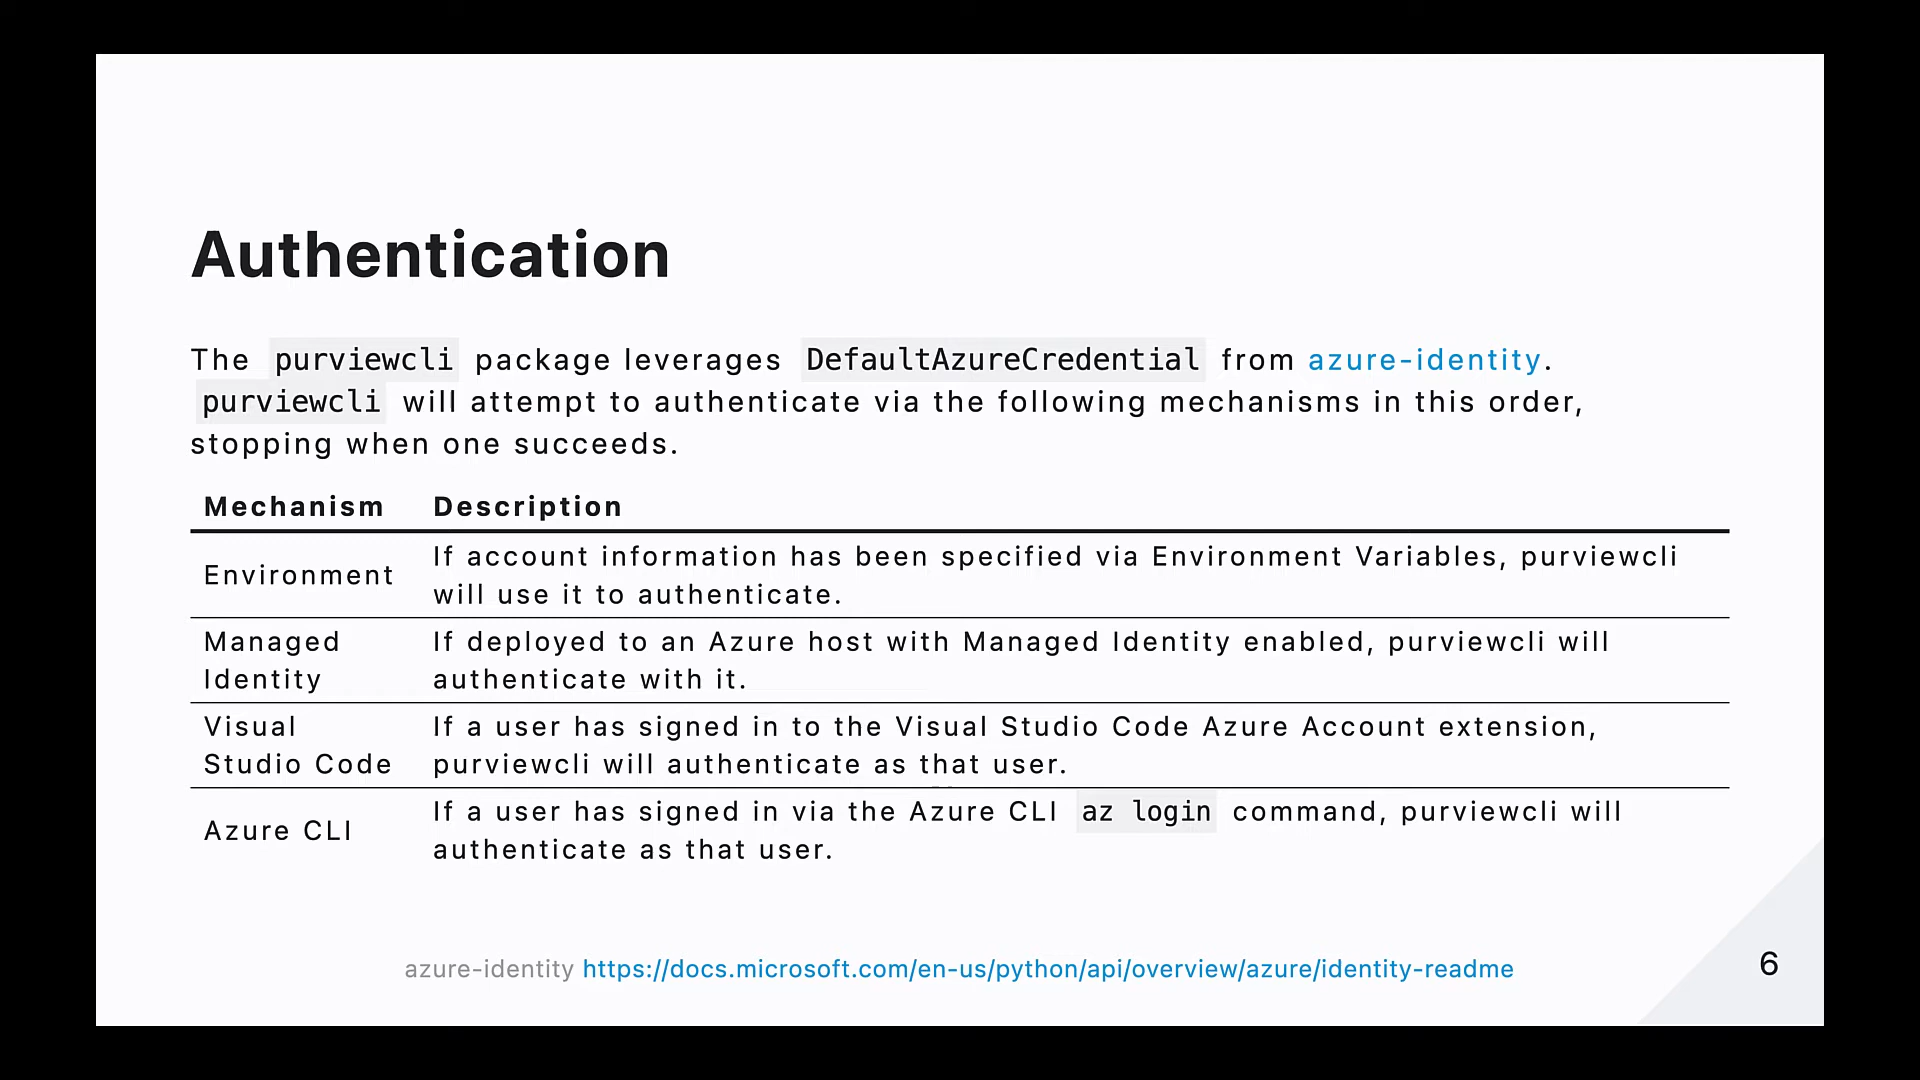 Authentication
The purviewcli package leverages DefaultAzureCredential from azure-identity.
purviewcli will attempt to authenticate via the following mechanisms in this order,
stopping when one succeeds.
Mechanism Description
Environment
If account information has been specified via Environment Variables, purviewcli
will use it to authenticate.
Managed
Identity
If deployed to an Azure host with Managed Identity enabled, purviewcli will
authenticate with it.
Visual
Studio Code
If a user has signed in to the Visual Studio Code Azure Account extension,
purviewcli will authenticate as that user.
Azure CLI
If a user has signed in via the Azure CLI az login command, purviewcli will
authenticate as that user.
azure-identity https://docs.microsoft.com/en-us/python/api/overview/azure/identity-readme
6